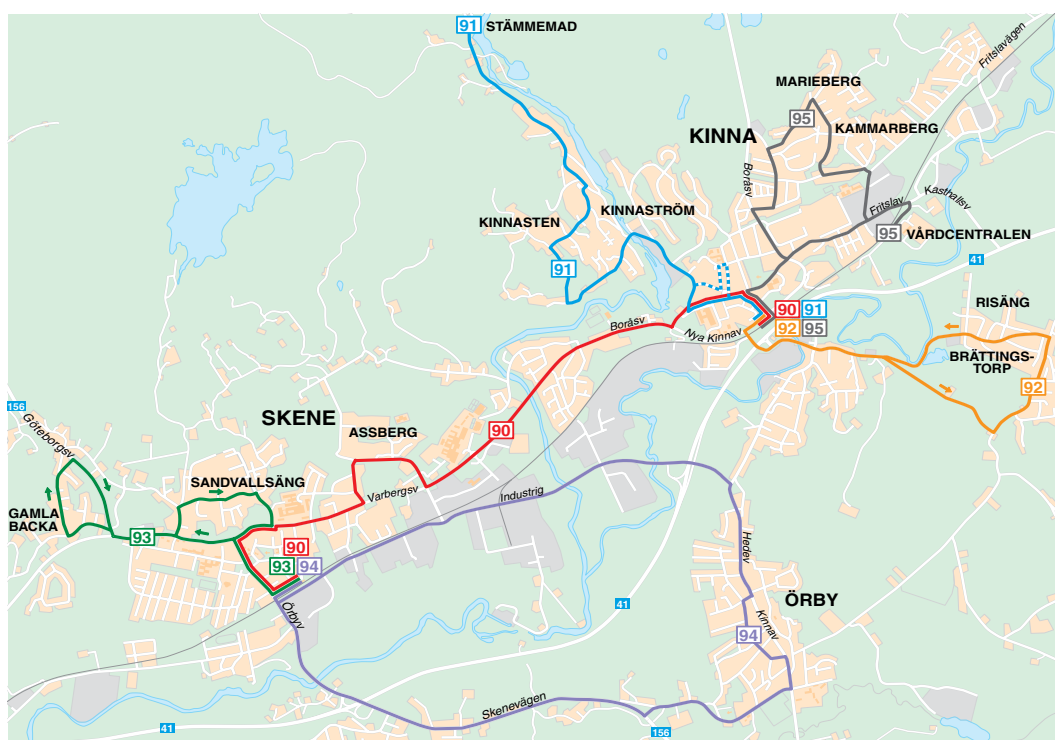 91 STÄMMEMAD
Fritslavägen
MARIEBERG
95
KAMMARBERG
KINNA
Boråsv
Kasthallsv
Fritslav
KINNASTRÖM
KINNASTEN
95 VÅRDCENTRALEN
91
41
RISÄNG
90 91
92 95
Boråsv
Nya Kinnav
BRÄTTINGS-
TORP
92
156
SKENE
90
ASSBERG
Göteborgsv
SANDVALLSÄNG
Varbergsv
Industrig
GAMLA
BACKA
93
90
93 94
Hedev
41
Örbyv
ÖRBY
Kinnav
94
Skenevägen
41
156